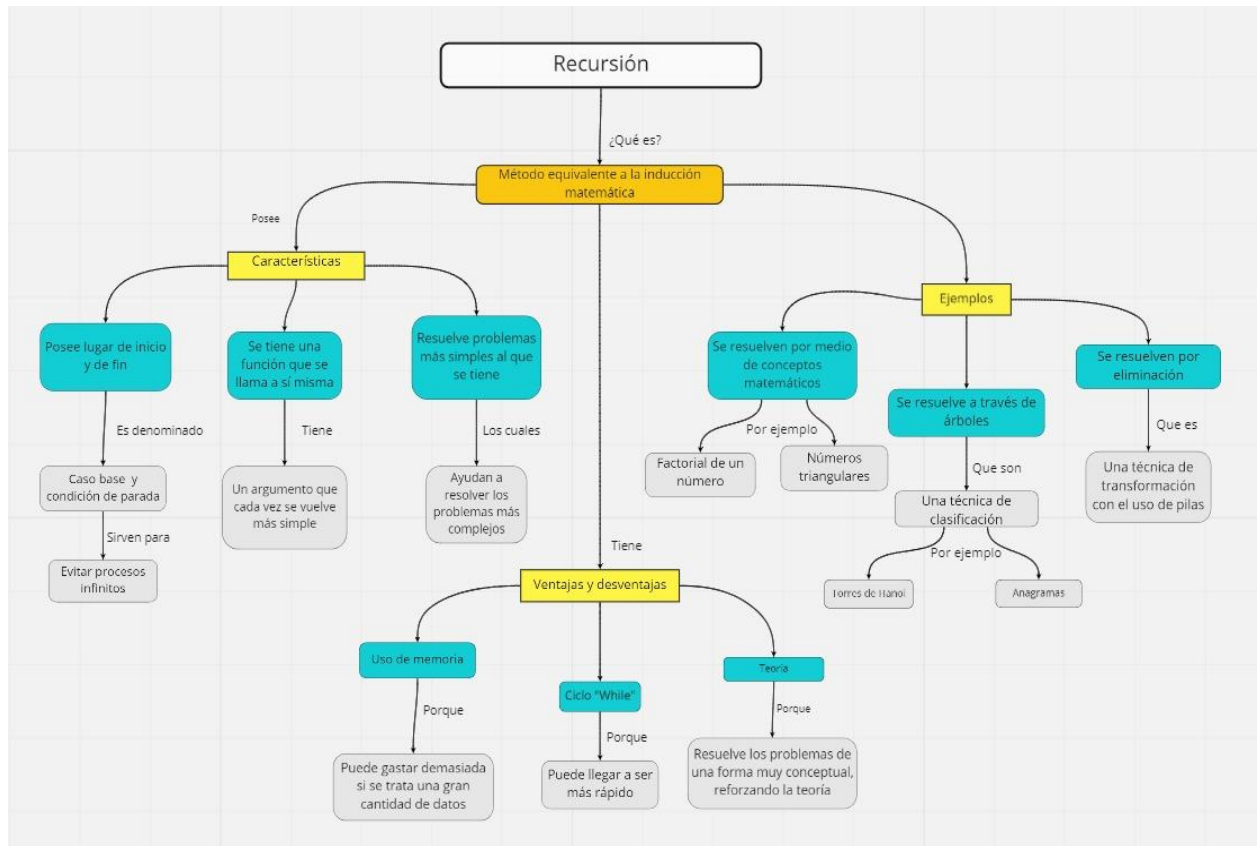 Recursión
¿Qué es?
Método equivalente a la inducción
matemática
Posee
Características
Posee lugar de inicio
y de fin
Es denominado
Caso base y
condición de parada
Sirven para
Evitar procesos
infinitos
Se tiene una
función que se
llama a sí misma
Tiene
Un argumento que
cada vez se vuelve
más simple
Resuelve problemas
más simples al que
se tiene
Los cuales
Ayudan a
resolver los
problemas más
complejos
Tiene
Ventajas y desventajas
Uso de memoria
Porque
Puede gastar demasiada
si se trata una gran
cantidad de datos
Ciclo "While"
Porque
Puede llegar a ser
más rápido
Teoría
Porque
Resuelve los problemas de
una forma muy conceptual,
reforzando la teoría
Ejemplos
Se resuelven por medio
de conceptos
matemáticos
Por ejemplo
Factorial de un
número
Números
triangulares
Se resuelve a través de
árboles
Que son
Una técnica de
clasificación
Por ejemplo
Torres de Hanoi
Anagramas
Se resuelven por
eliminación
Que es
Una técnica de
transformación
con el uso de pilas